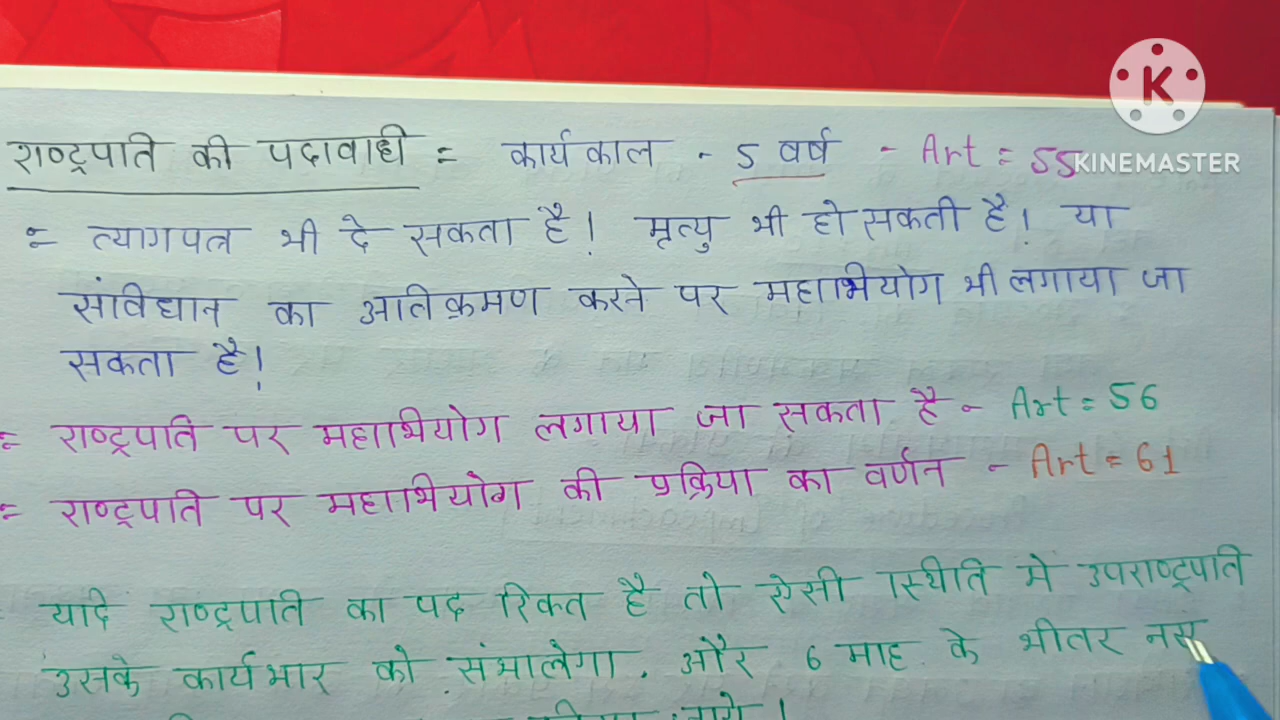 K
KINEMASTER
राष्ट्रपति की पदावाधी = कार्यकाल - 5 वर्ष - Art = 55
= त्यागपत्र भी दे सकता है! मृत्यु भी हो सकती है! या
संविधान का अतिक्रमण करने पर महाभियोग भी लगाया जा
सकता है!
= राष्ट्रपति पर महाभियोग लगाया जा सकता है - Art = 56
= राष्ट्रपति पर महाभियोग की प्रक्रिया का वर्णन - Art = 61
यदि राष्ट्रपति का पद रिक्त है तो ऐसी स्थिति मे उपराष्ट्रपति
उसके कार्यभार को संभालेगा. और 6 माह के भीतर